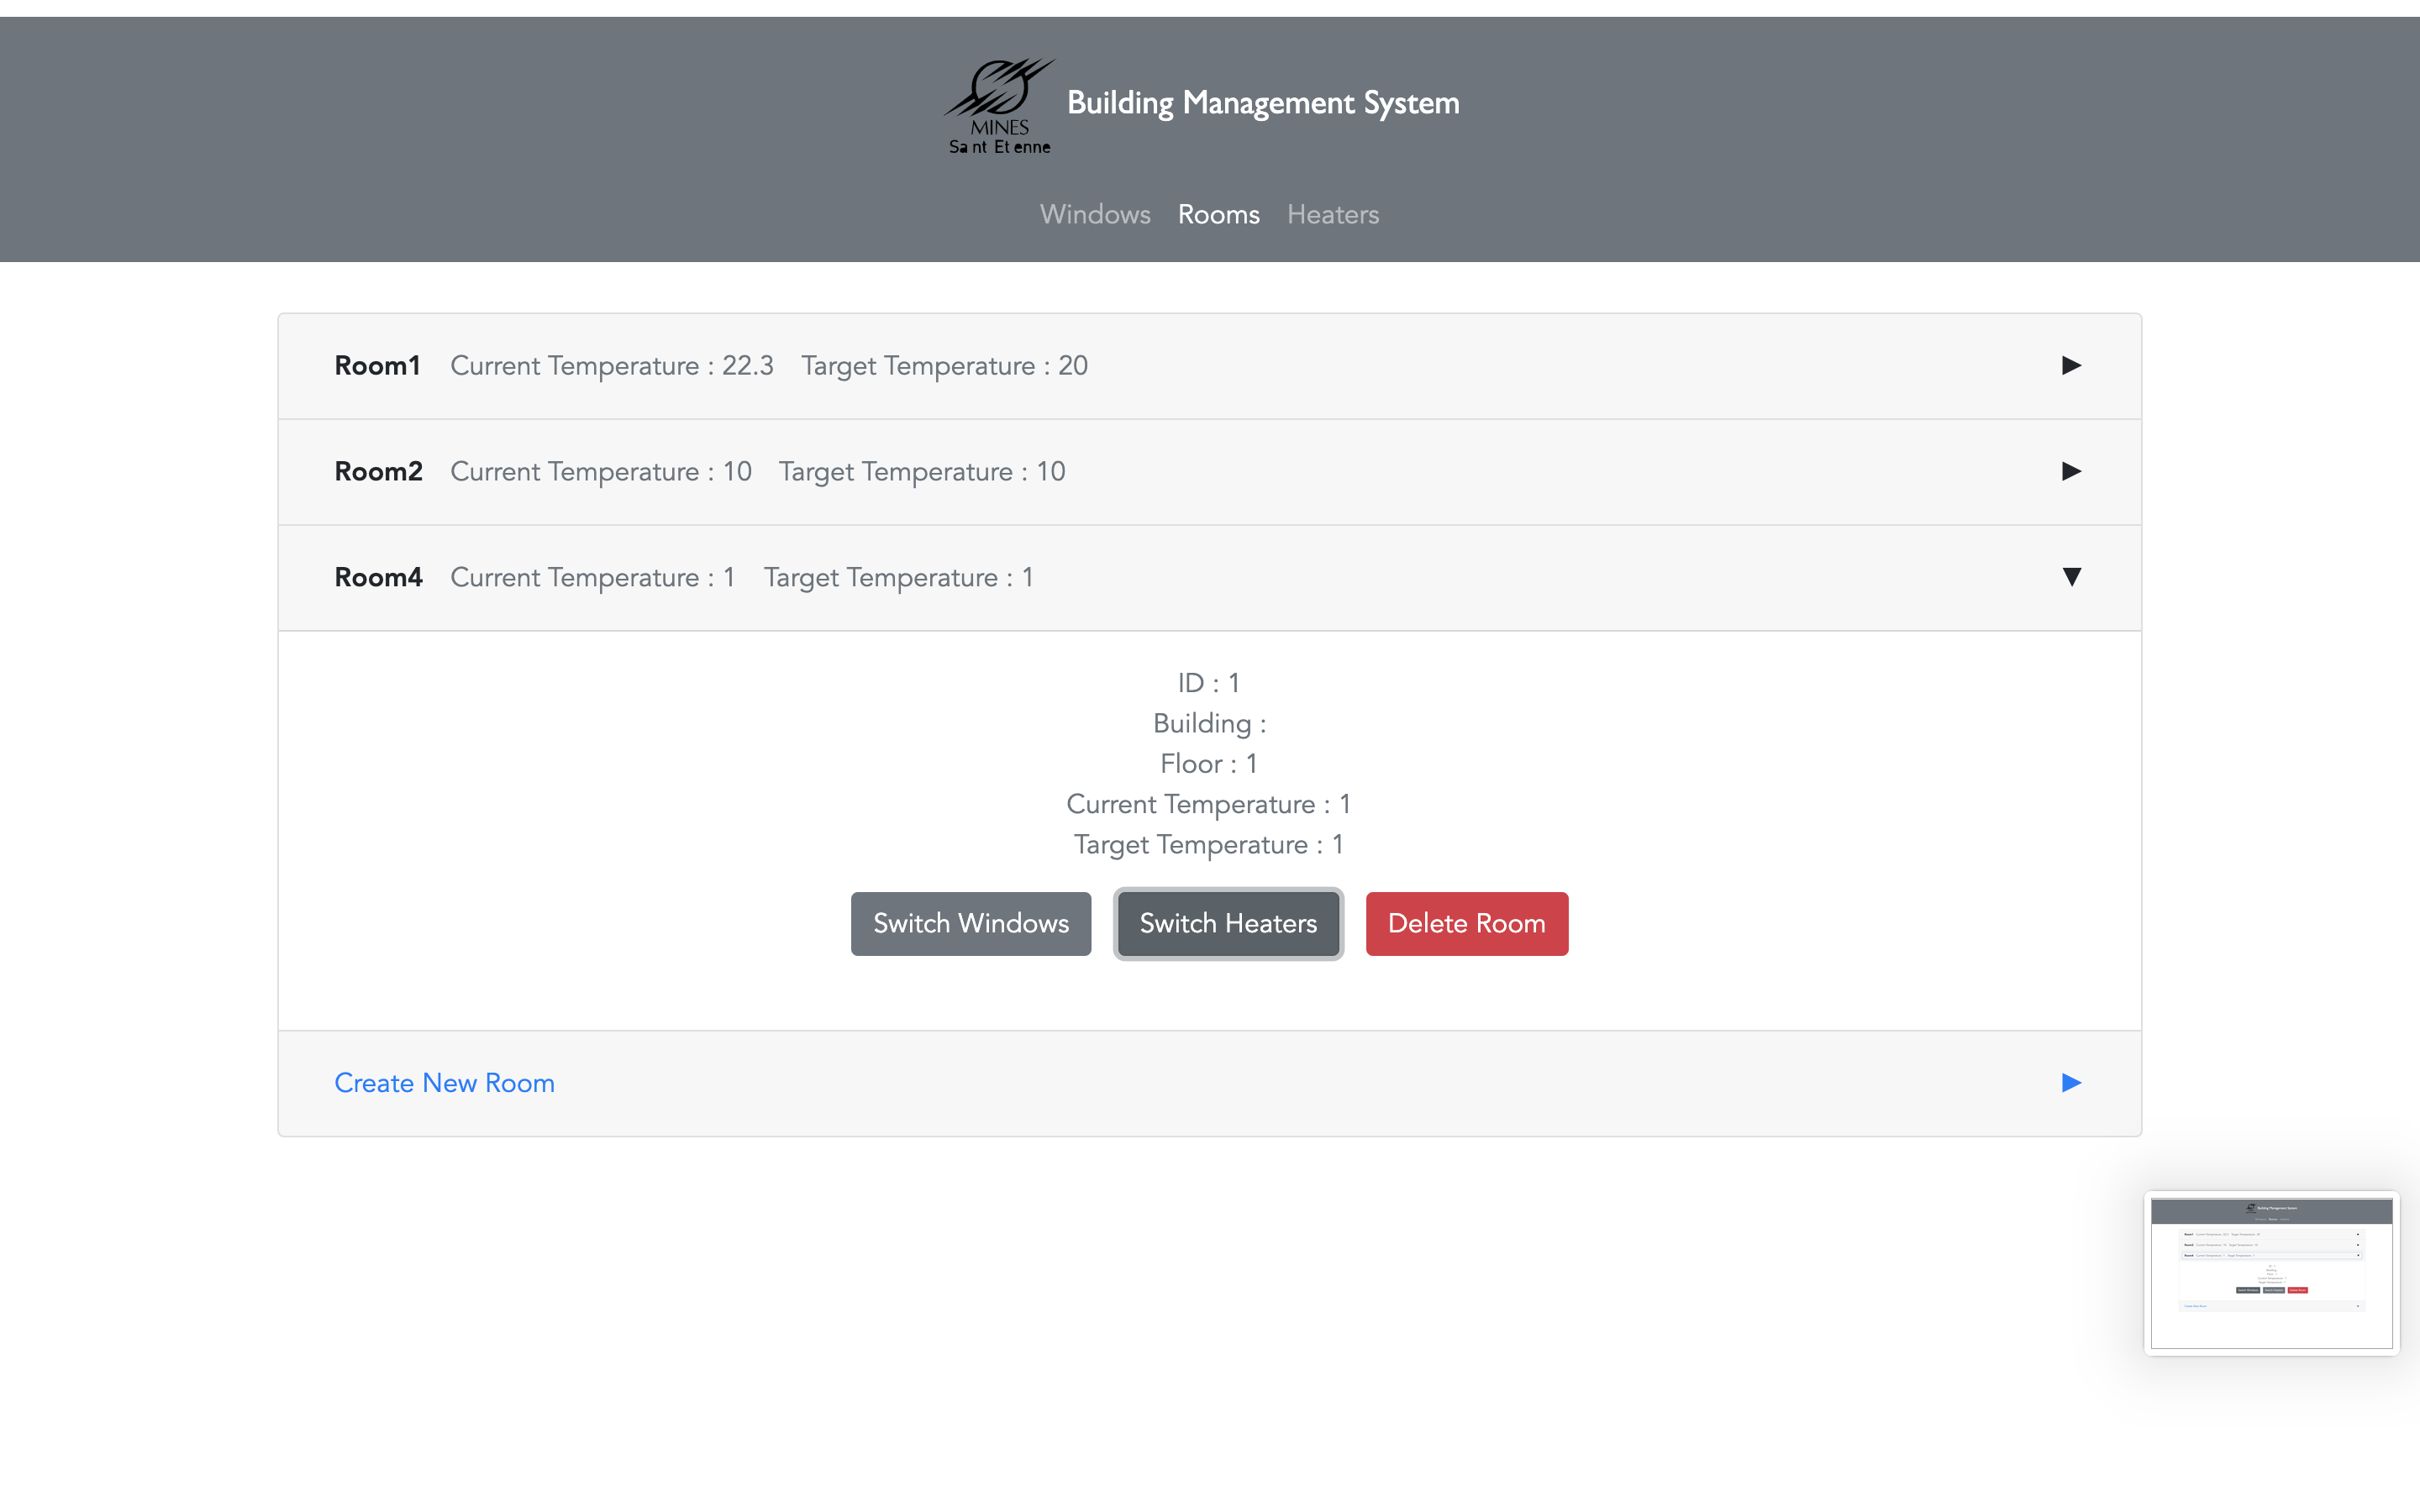 MINES
Sa nt Et enne
Building Management System
Windows Rooms Heaters
Room1 Current Temperature : 22.3 Target Temperature : 20 ▶
Room2 Current Temperature : 10 Target Temperature : 10 ▶
Room4 Current Temperature : 1 Target Temperature : 1 ▼
ID : 1
Building :
Floor : 1
Current Temperature : 1
Target Temperature : 1
Switch Windows Switch Heaters Delete Room
Create New Room ▶